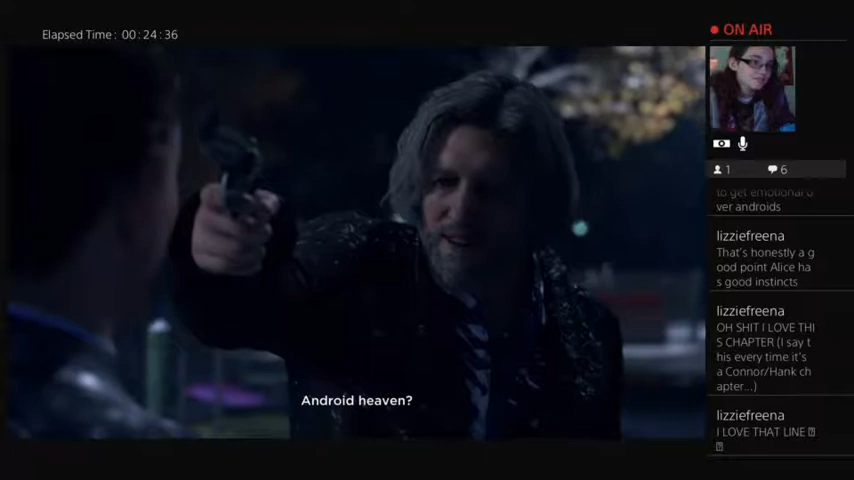 Elapsed Time: 00:24:36
ON AIR
1
6
to get emotional o
ver androids
lizziefreena
That's honestly a g
ood point Alice ha
s good instincts
lizziefreena
OH SHIT I LOVE THI
S CHAPTER (I say t
his every time it's
a Connor/Hank ch
apter...)
lizziefreena
I LOVE THAT LINE
Android heaven?